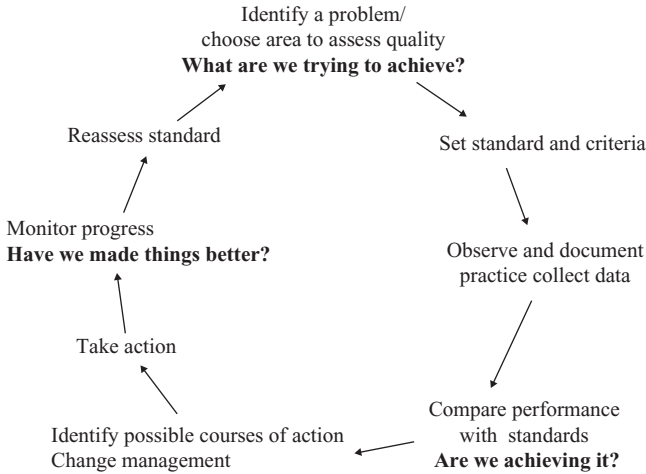 Identify a problem/
choose area to assess quality
What are we trying to achieve?
Set standard and criteria
Observe and document
practice collect data
Compare performance
with standards
Are we achieving it?
Identify possible courses of action
Change management
Take action
Monitor progress
Have we made things better?
Reassess standard